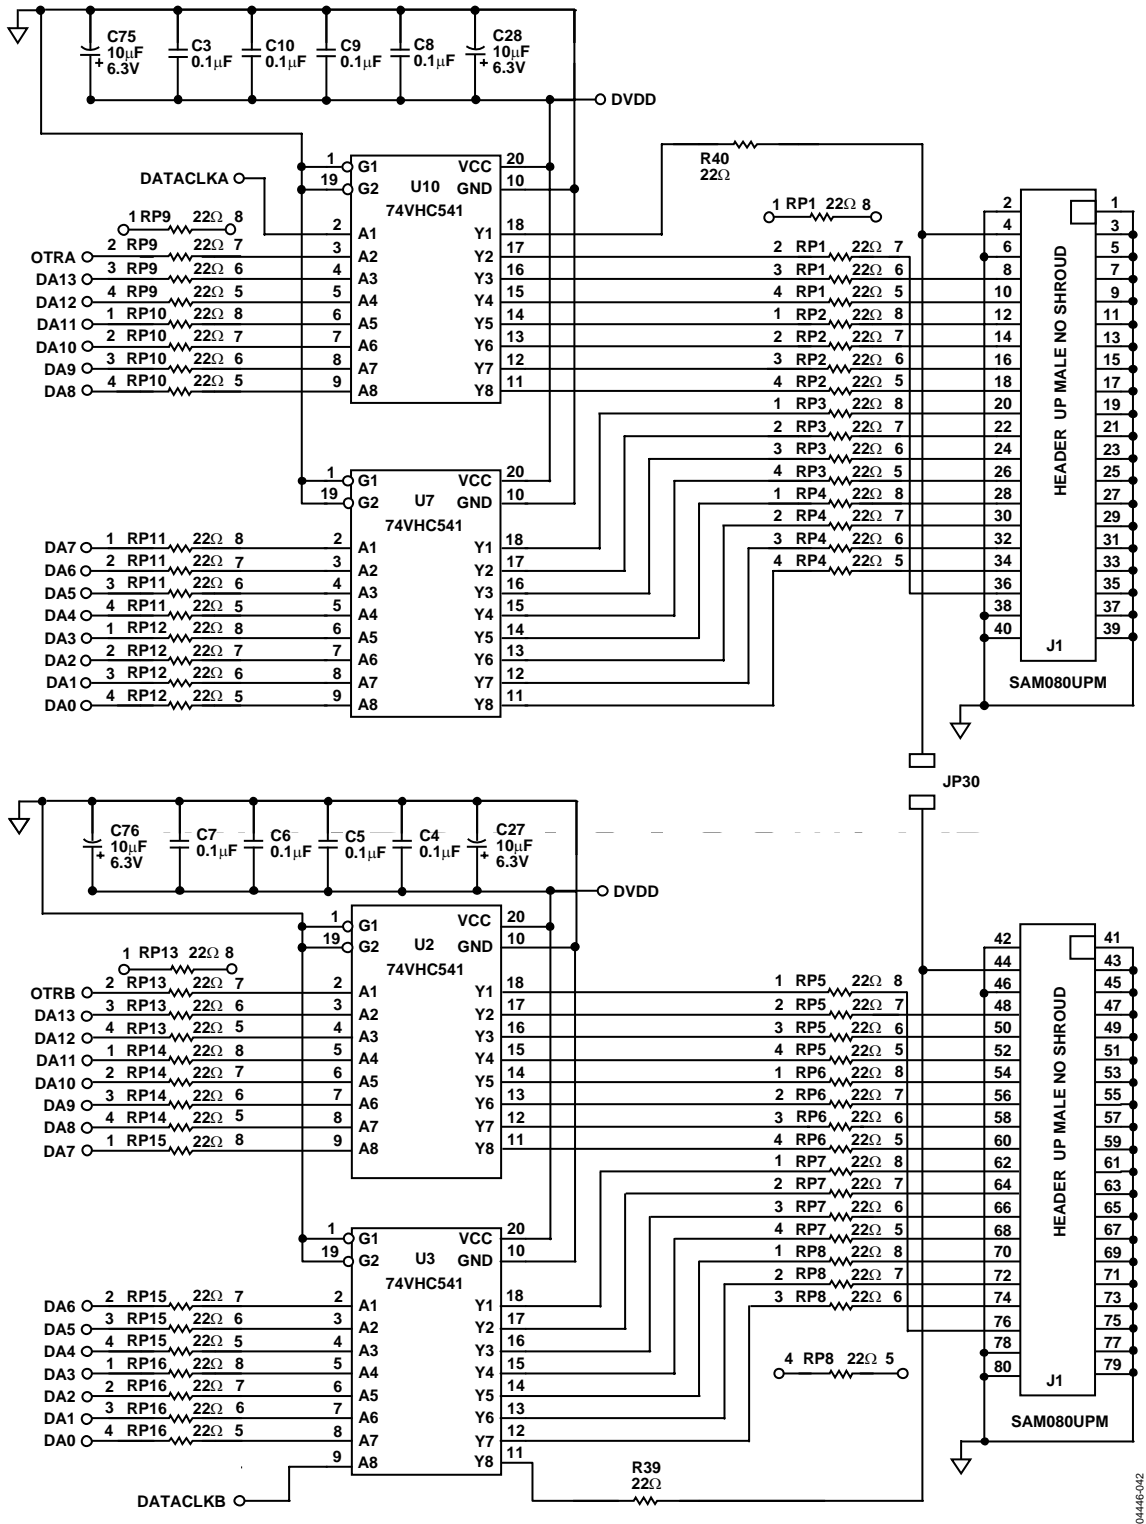 C75 10μF 6.3V +
C3 0.1μF
C10 0.1μF
C9 0.1μF
C8 0.1μF
C28 10μF 6.3V +
DVDD
R40 22Ω
DATACLKA
1 G1 VCC 20
19 G2 U10 GND 10
74VHC541
1 RP9 22Ω 8
2 A1 Y1 18
OTRA 2 RP9 22Ω 7 3 A2 Y2 17
DA13 3 RP9 22Ω 6 4 A3 Y3 16
DA12 4 RP9 22Ω 5 5 A4 Y4 15
DA11 1 RP10 22Ω 8 6 A5 Y5 14
DA10 2 RP10 22Ω 7 7 A6 Y6 13
DA9 3 RP10 22Ω 6 8 A7 Y7 12
DA8 4 RP10 22Ω 5 9 A8 Y8 11
1 G1 VCC 20
19 G2 U7 GND 10
74VHC541
DA7 1 RP11 22Ω 8 2 A1 Y1 18
DA6 2 RP11 22Ω 7 3 A2 Y2 17
DA5 3 RP11 22Ω 6 4 A3 Y3 16
DA4 4 RP11 22Ω 5 5 A4 Y4 15
DA3 1 RP12 22Ω 8 6 A5 Y5 14
DA2 2 RP12 22Ω 7 7 A6 Y6 13
DA1 3 RP12 22Ω 6 8 A7 Y7 12
DA0 4 RP12 22Ω 5 9 A8 Y8 11
1 RP1 22Ω 8
2 RP1 22Ω 7
3 RP1 22Ω 6
4 RP1 22Ω 5
1 RP2 22Ω 8
2 RP2 22Ω 7
3 RP2 22Ω 6
4 RP2 22Ω 5
1 RP3 22Ω 8
2 RP3 22Ω 7
3 RP3 22Ω 6
4 RP3 22Ω 5
1 RP4 22Ω 8
2 RP4 22Ω 7
3 RP4 22Ω 6
4 RP4 22Ω 5
2 1
4 3
6 5
8 7
10 9
12 11
14 13
16 15
18 17
20 19
22 21
24 23
26 25
28 27
30 29
32 31
34 33
36 35
38 37
40 39
HEADER UP MALE NO SHROUD
J1
SAM080UPM
JP30
C76 10μF 6.3V +
C7 0.1μF
C6 0.1μF
C5 0.1μF
C4 0.1μF
C27 10μF 6.3V +
DVDD
1 G1 VCC 20
19 G2 U2 GND 10
74VHC541
1 RP13 22Ω 8
OTRB 2 RP13 22Ω 7 2 A1 Y1 18
DA13 3 RP13 22Ω 6 3 A2 Y2 17
DA12 4 RP13 22Ω 5 4 A3 Y3 16
DA11 1 RP14 22Ω 8 5 A4 Y4 15
DA10 2 RP14 22Ω 7 6 A5 Y5 14
DA9 3 RP14 22Ω 6 7 A6 Y6 13
DA8 4 RP14 22Ω 5 8 A7 Y7 12
DA7 1 RP15 22Ω 8 9 A8 Y8 11
1 G1 VCC 20
19 G2 U3 GND 10
74VHC541
DA6 2 RP15 22Ω 7 2 A1 Y1 18
DA5 3 RP15 22Ω 6 3 A2 Y2 17
DA4 4 RP15 22Ω 5 4 A3 Y3 16
DA3 1 RP16 22Ω 8 5 A4 Y4 15
DA2 2 RP16 22Ω 7 6 A5 Y5 14
DA1 3 RP16 22Ω 6 7 A6 Y6 13
DA0 4 RP16 22Ω 5 8 A7 Y7 12
9 A8 Y8 11
DATACLKB
R39 22Ω
1 RP5 22Ω 8
2 RP5 22Ω 7
3 RP5 22Ω 6
4 RP5 22Ω 5
1 RP6 22Ω 8
2 RP6 22Ω 7
3 RP6 22Ω 6
4 RP6 22Ω 5
1 RP7 22Ω 8
2 RP7 22Ω 7
3 RP7 22Ω 6
4 RP7 22Ω 5
1 RP8 22Ω 8
2 RP8 22Ω 7
3 RP8 22Ω 6
4 RP8 22Ω 5
42 41
44 43
46 45
48 47
50 49
52 51
54 53
56 55
58 57
60 59
62 61
64 63
66 65
68 67
70 69
72 71
74 73
76 75
78 77
80 79
HEADER UP MALE NO SHROUD
J1
SAM080UPM
04446-042